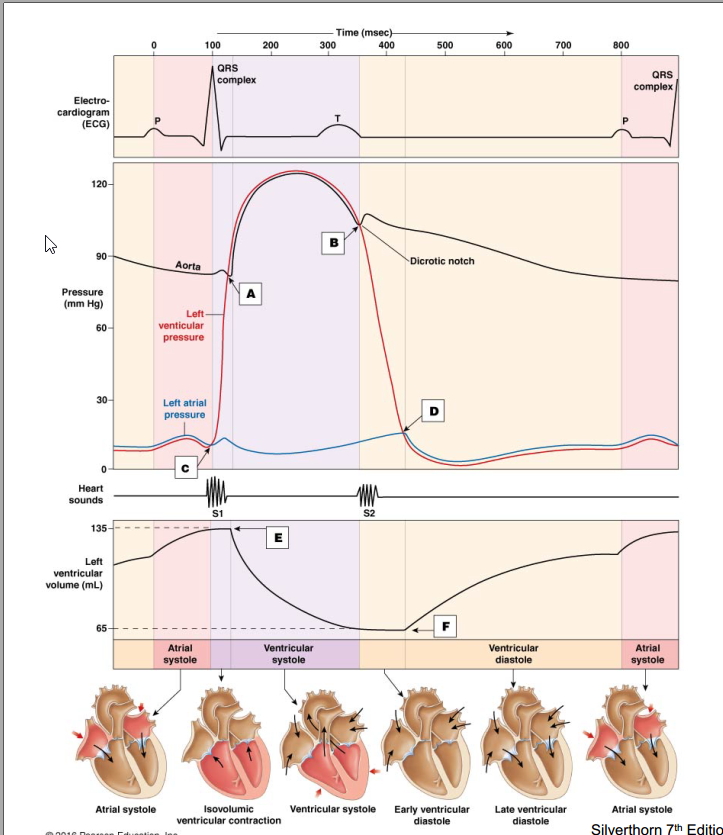 Time (msec)
0 100 200 300 400 500 600 700 800
QRS
complex
QRS
complex
Electro-
cardiogram
(ECG)
P
T
P
120
90
60
30
0
Pressure
(mm Hg)
Aorta
A
B
Dicrotic notch
Left
venticular
pressure
Left atrial
pressure
C
D
Heart
sounds
S1
S2
135
E
Left
ventricular
volume (mL)
65
F
Atrial
systole
Ventricular
systole
Ventricular
diastole
Atrial
systole
Atrial systole
Isovolumic
ventricular contraction
Ventricular systole
Early ventricular
diastole
Late ventricular
diastole
Atrial systole
© 2016 Pearson Education, Inc.
Silverthorn 7th Editio